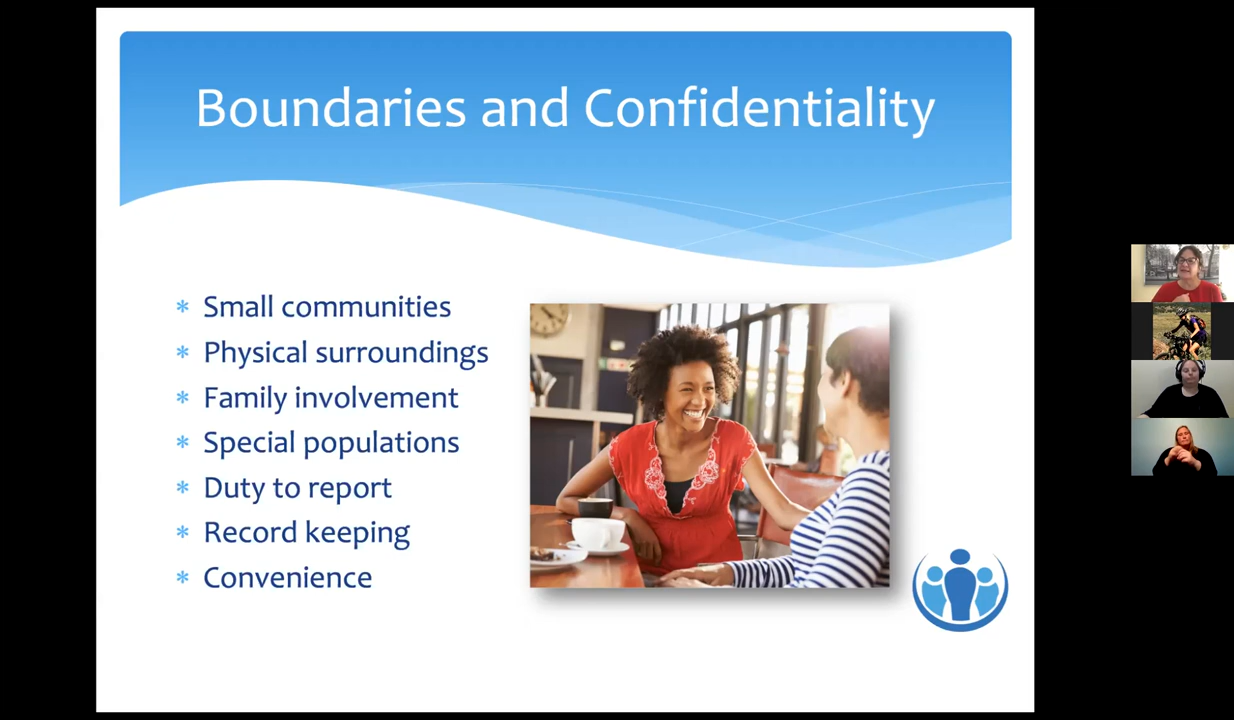 Boundaries and Confidentiality
* Small communities
* Physical surroundings
* Family involvement
* Special populations
* Duty to report
* Record keeping
* Convenience